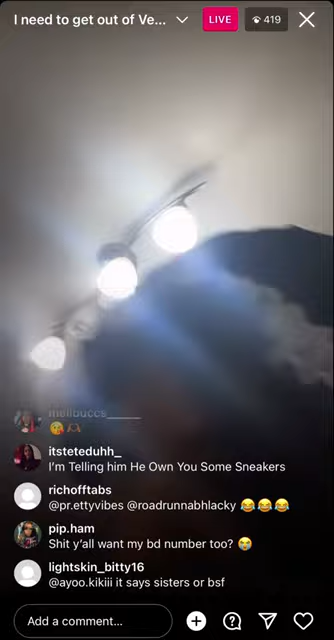 I need to get out of Ve...
LIVE
419
mellbuccs_____
itsteteduhh_
I'm Telling him He Own You Some Sneakers
richofftabs
@pr.ettyvibes @roadrunnabhlacky 😂😂😂
pip.ham
Shit y'all want my bd number too? 😭
lightskin_bitty16
@ayoo.kikiii it says sisters or bsf
Add a comment...